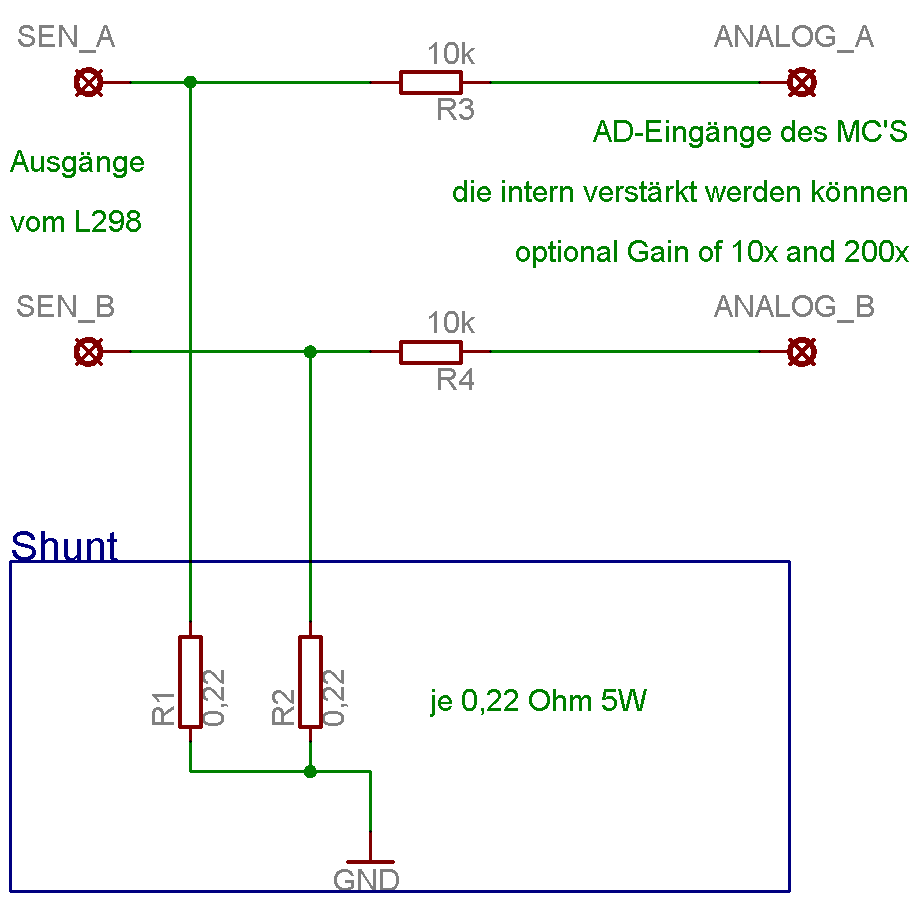 SEN_A
10k
ANALOG_A
R3
AD-Eingänge des MC'S
Ausgänge
die intern verstärkt werden können
vom L298
optional Gain of 10x and 200x
SEN_B
10k
ANALOG_B
R4
Shunt
R1
0,22
R2
0,22
je 0,22 Ohm 5W
GND